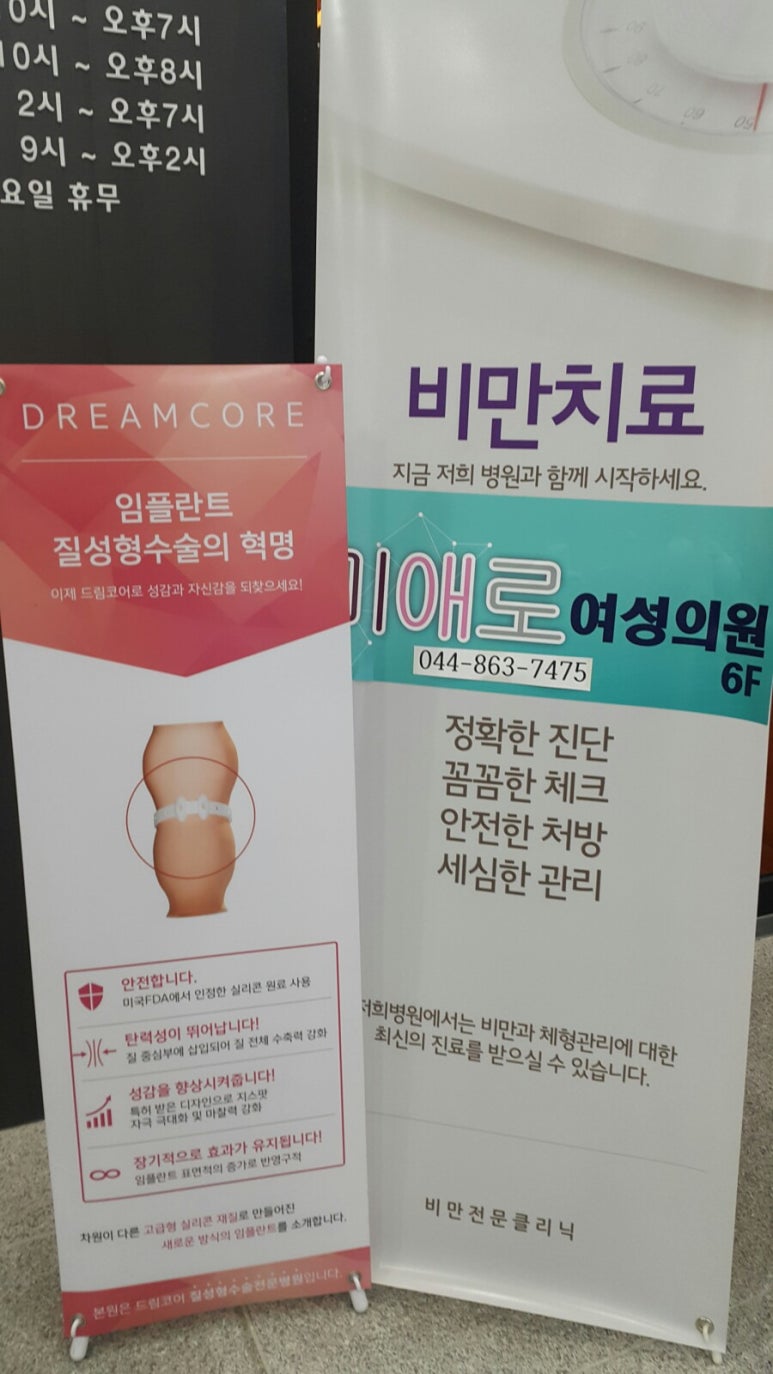 0시 ~ 오후7시
10시 ~ 오후8시
2시 ~ 오후7시
9시 ~ 오후2시
요일 휴무
DREAMCORE
임플란트
질성형수술의 혁명
이제 드림코어로 성감과 자신감을 되찾으세요!
안전합니다.
미국FDA에서 인정한 실리콘 원료 사용
탄력성이 뛰어납니다!
질 중심부에 삽입되어 질 전체 수축력 강화
성감을 향상시켜줍니다!
특허 받은 디자인으로 지스팟
자극 극대화 및 마찰력 강화
장기적으로 효과가 유지됩니다!
임플란트 표면적의 증가로 반영구적
차원이 다른 고급형 실리콘 재질로 만들어진
새로운 방식의 임플란트를 소개합니다.
본원은 드림코어 질성형수술전문병원입니다.
90
80
70
60
50
비만치료
지금 저희 병원과 함께 시작하세요.
미애로여성의원
6F
044-863-7475
정확한 진단
꼼꼼한 체크
안전한 처방
세심한 관리
저희병원에서는 비만과 체형관리에 대한
최신의 진료를 받으실 수 있습니다.
비만전문클리닉